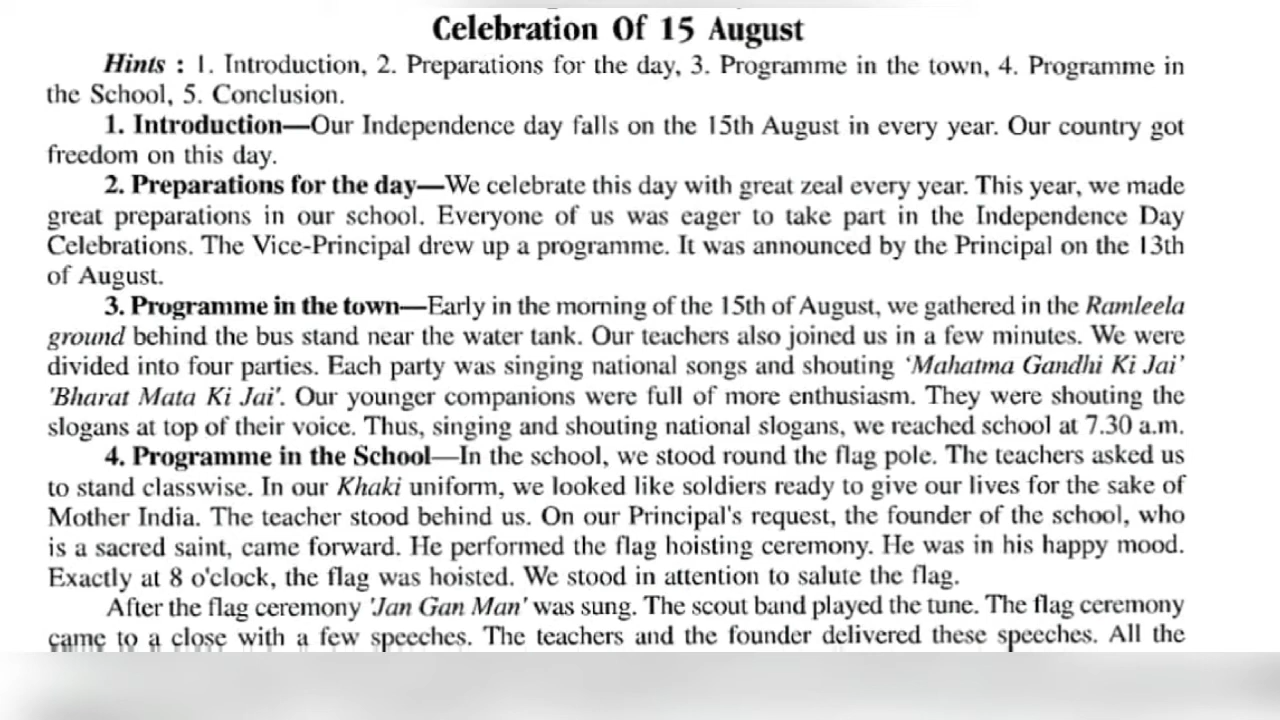 Celebration Of 15 August
Hints : 1. Introduction, 2. Preparations for the day, 3. Programme in the town, 4. Programme in
the School, 5. Conclusion.
1. Introduction—Our Independence day falls on the 15th August in every year. Our country got
freedom on this day.
2. Preparations for the day—We celebrate this day with great zeal every year. This year, we made
great preparations in our school. Everyone of us was eager to take part in the Independence Day
Celebrations. The Vice-Principal drew up a programme. It was announced by the Principal on the 13th
of August.
3. Programme in the town—Early in the morning of the 15th of August, we gathered in the Ramleela
ground behind the bus stand near the water tank. Our teachers also joined us in a few minutes. We were
divided into four parties. Each party was singing national songs and shouting ‘Mahatma Gandhi Ki Jai’
'Bharat Mata Ki Jai'. Our younger companions were full of more enthusiasm. They were shouting the
slogans at top of their voice. Thus, singing and shouting national slogans, we reached school at 7.30 a.m.
4. Programme in the School—In the school, we stood round the flag pole. The teachers asked us
to stand classwise. In our Khaki uniform, we looked like soldiers ready to give our lives for the sake of
Mother India. The teacher stood behind us. On our Principal's request, the founder of the school, who
is a sacred saint, came forward. He performed the flag hoisting ceremony. He was in his happy mood.
Exactly at 8 o'clock, the flag was hoisted. We stood in attention to salute the flag.
After the flag ceremony 'Jan Gan Man' was sung. The scout band played the tune. The flag ceremony
came to a close with a few speeches. The teachers and the founder delivered these speeches. All the